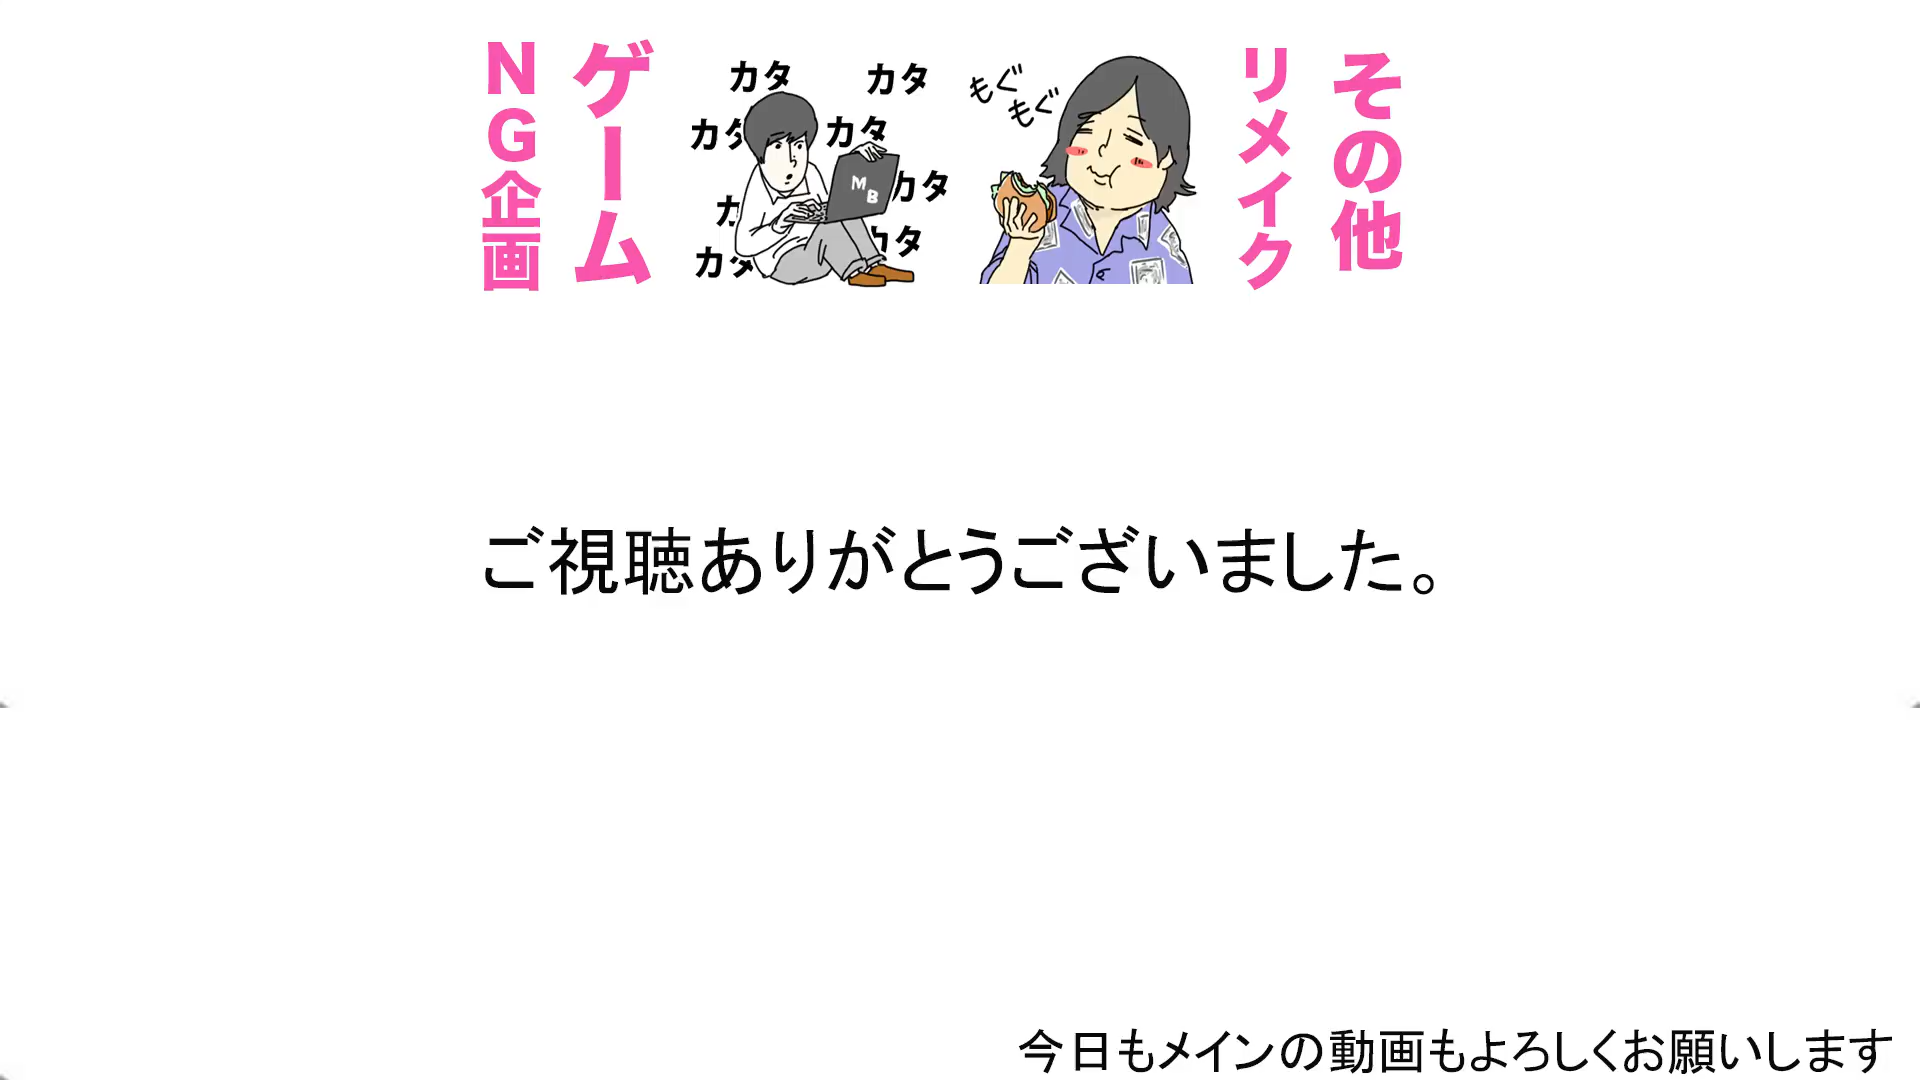 ゲーム
NG企画
カタ
カタ
カタ
カタ
カタ
カタ
カタ
M
B
もぐ
もぐ
その他
リメイク
ご視聴ありがとうございました。
今日もメインの動画もよろしくお願いします